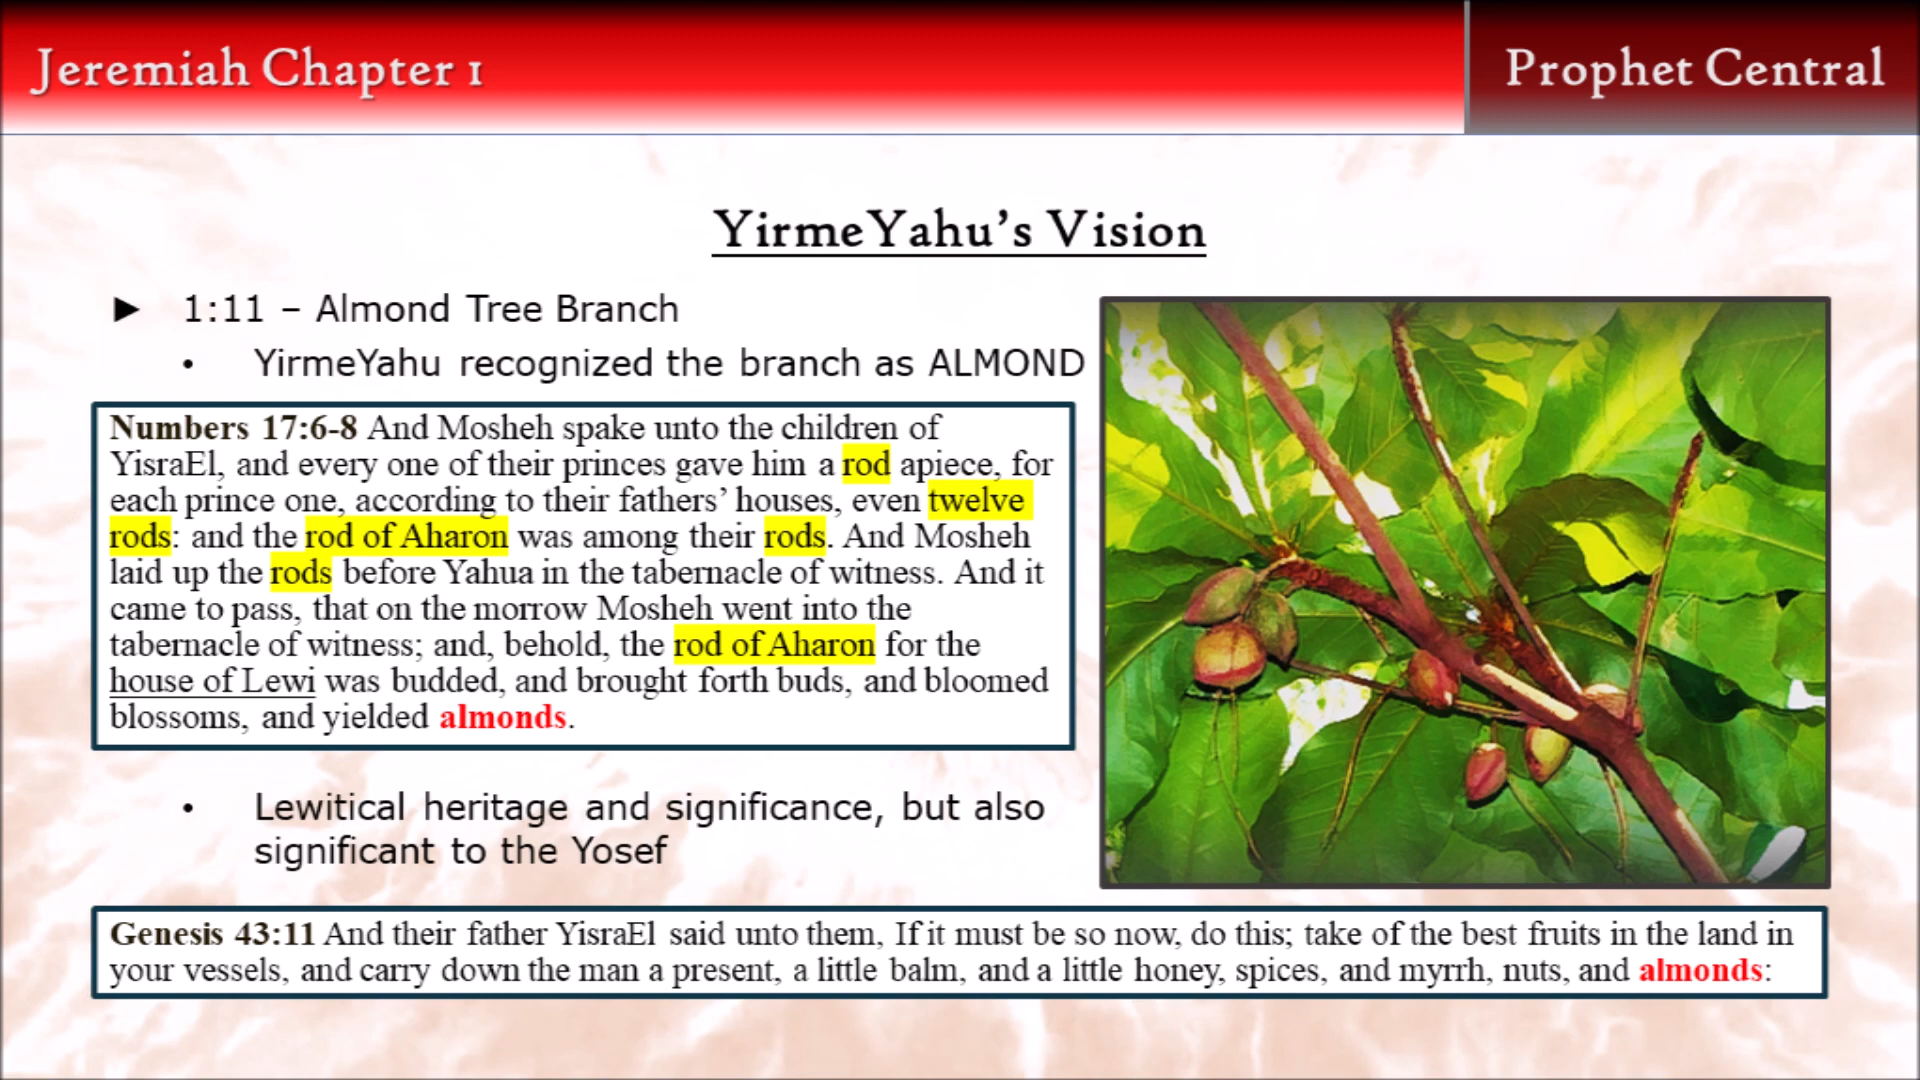 Jeremiah Chapter 1
Prophet Central
YirmeYahu’s Vision
► 1:11 – Almond Tree Branch
• YirmeYahu recognized the branch as ALMOND
Numbers 17:6-8 And Mosheh spake unto the children of
YisraEl, and every one of their princes gave him a rod apiece, for
each prince one, according to their fathers’ houses, even twelve
rods: and the rod of Aharon was among their rods. And Mosheh
laid up the rods before Yahua in the tabernacle of witness. And it
came to pass, that on the morrow Mosheh went into the
tabernacle of witness; and, behold, the rod of Aharon for the
house of Lewi was budded, and brought forth buds, and bloomed
blossoms, and yielded almonds.
• Lewitical heritage and significance, but also
significant to the Yosef
Genesis 43:11 And their father YisraEl said unto them, If it must be so now, do this; take of the best fruits in the land in
your vessels, and carry down the man a present, a little balm, and a little honey, spices, and myrrh, nuts, and almonds: